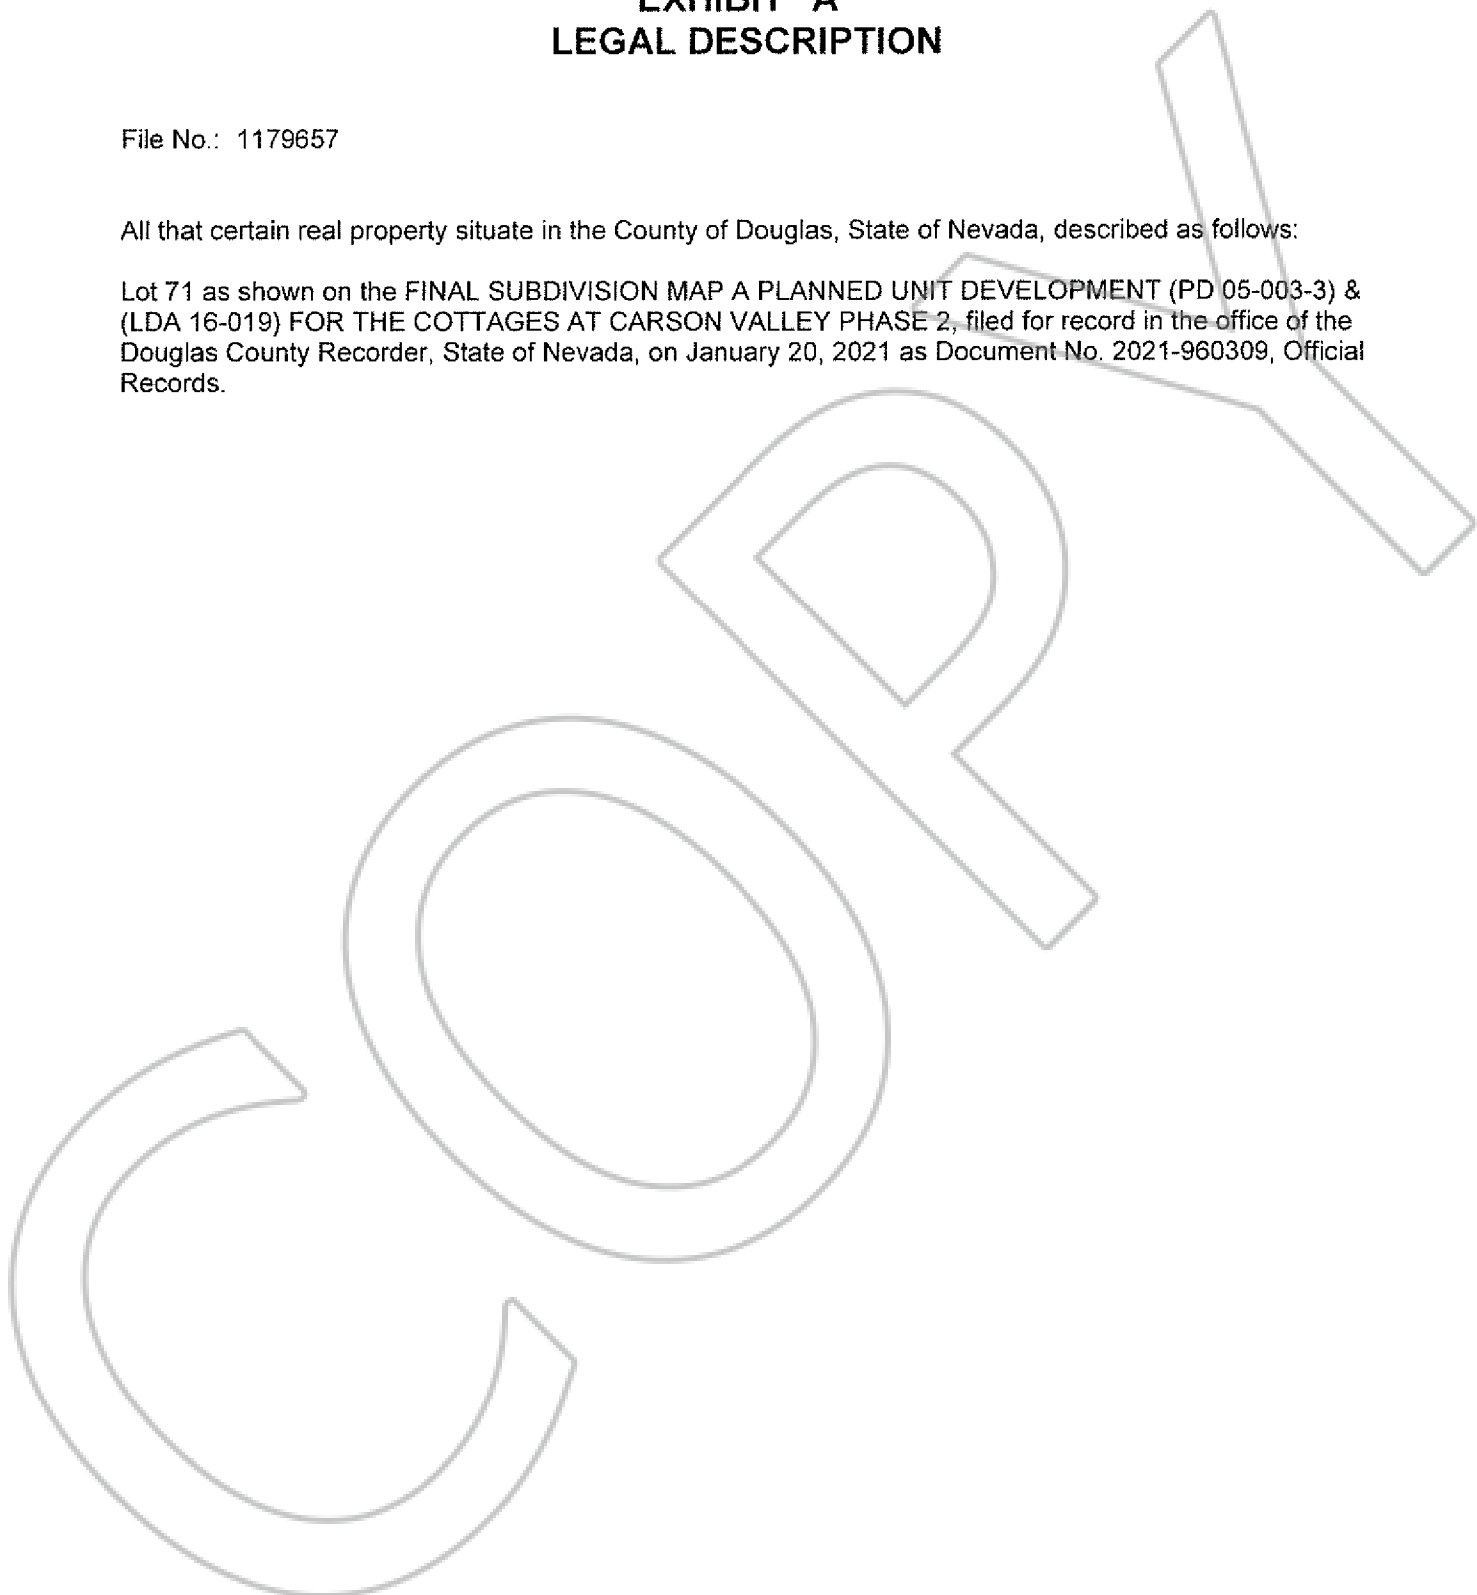 EXHIBIT "A"
LEGAL DESCRIPTION
File No.: 1179657
All that certain real property situate in the County of Douglas, State of Nevada, described as follows:
Lot 71 as shown on the FINAL SUBDIVISION MAP A PLANNED UNIT DEVELOPMENT (PD 05-003-3) &
(LDA 16-019) FOR THE COTTAGES AT CARSON VALLEY PHASE 2, filed for record in the office of the
Douglas County Recorder, State of Nevada, on January 20, 2021 as Document No. 2021-960309, Official
Records.
COPY